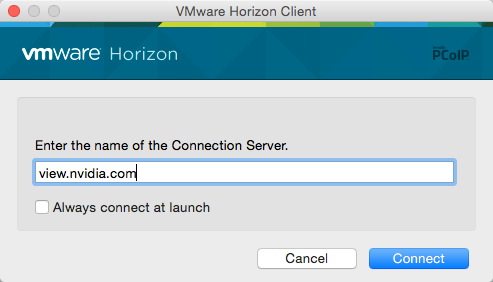 VMware Horizon Client
vmware Horizon
PCoIP
Enter the name of the Connection Server.
view.nvidia.com
Always connect at launch
Cancel
Connect